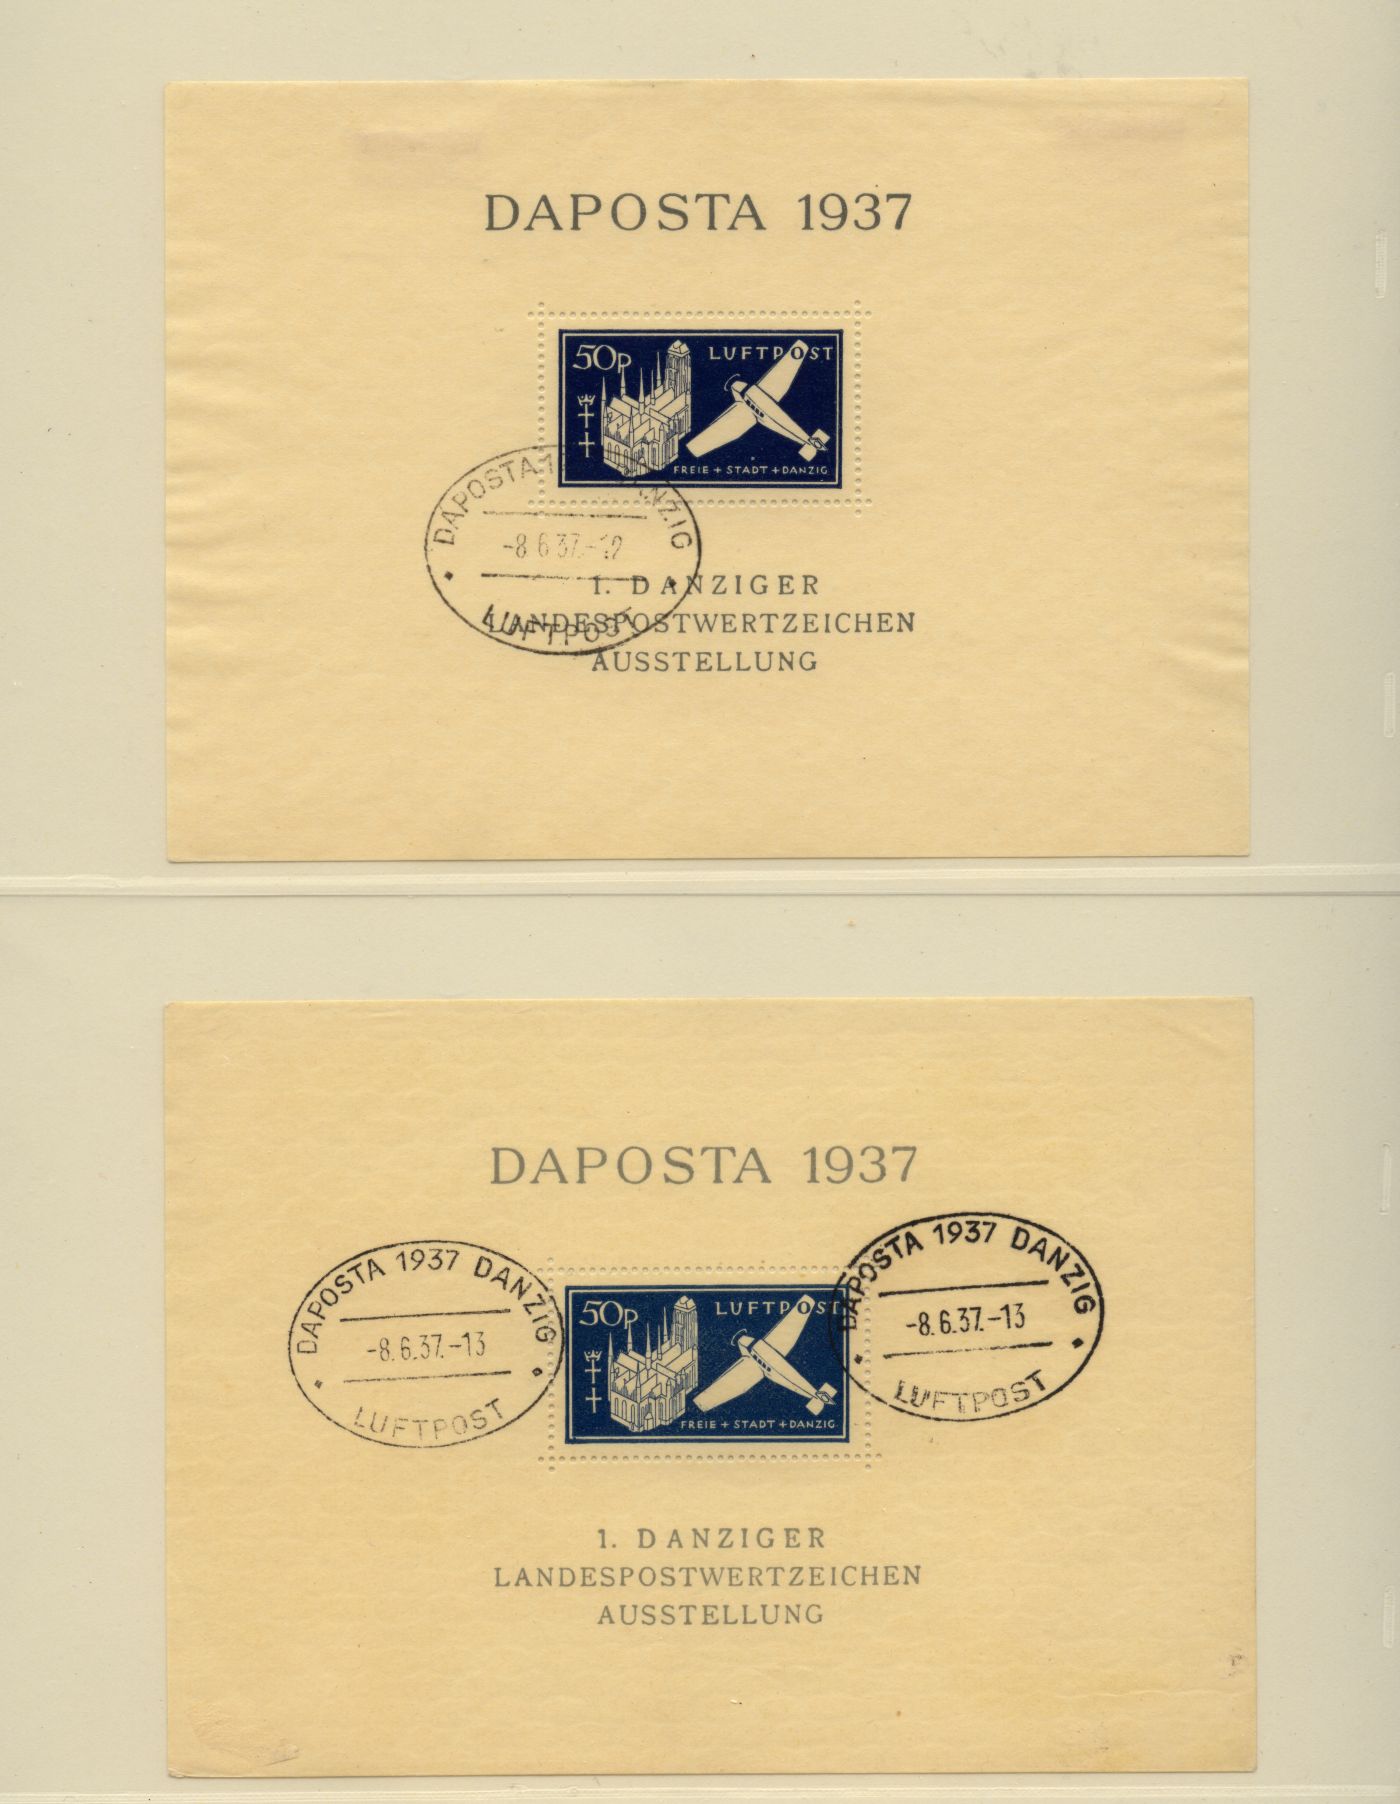 DAPOSTA 1937
50P
LUFTPOST
FREIE + STADT + DANZIG
DAPOSTA 1 ANZIG
-8.6.37.-12
LUFTPOST
1. DANZIGER
LANDESPOSTWERTZEICHEN
AUSSTELLUNG
DAPOSTA 1937
DAPOSTA 1937 DANZIG
-8.6.37.-13
LUFTPOST
50P
LUFTPOST
FREIE + STADT + DANZIG
DAPOSTA 1937 DANZIG
-8.6.37.-13
LUFTPOST
1. DANZIGER
LANDESPOSTWERTZEICHEN
AUSSTELLUNG